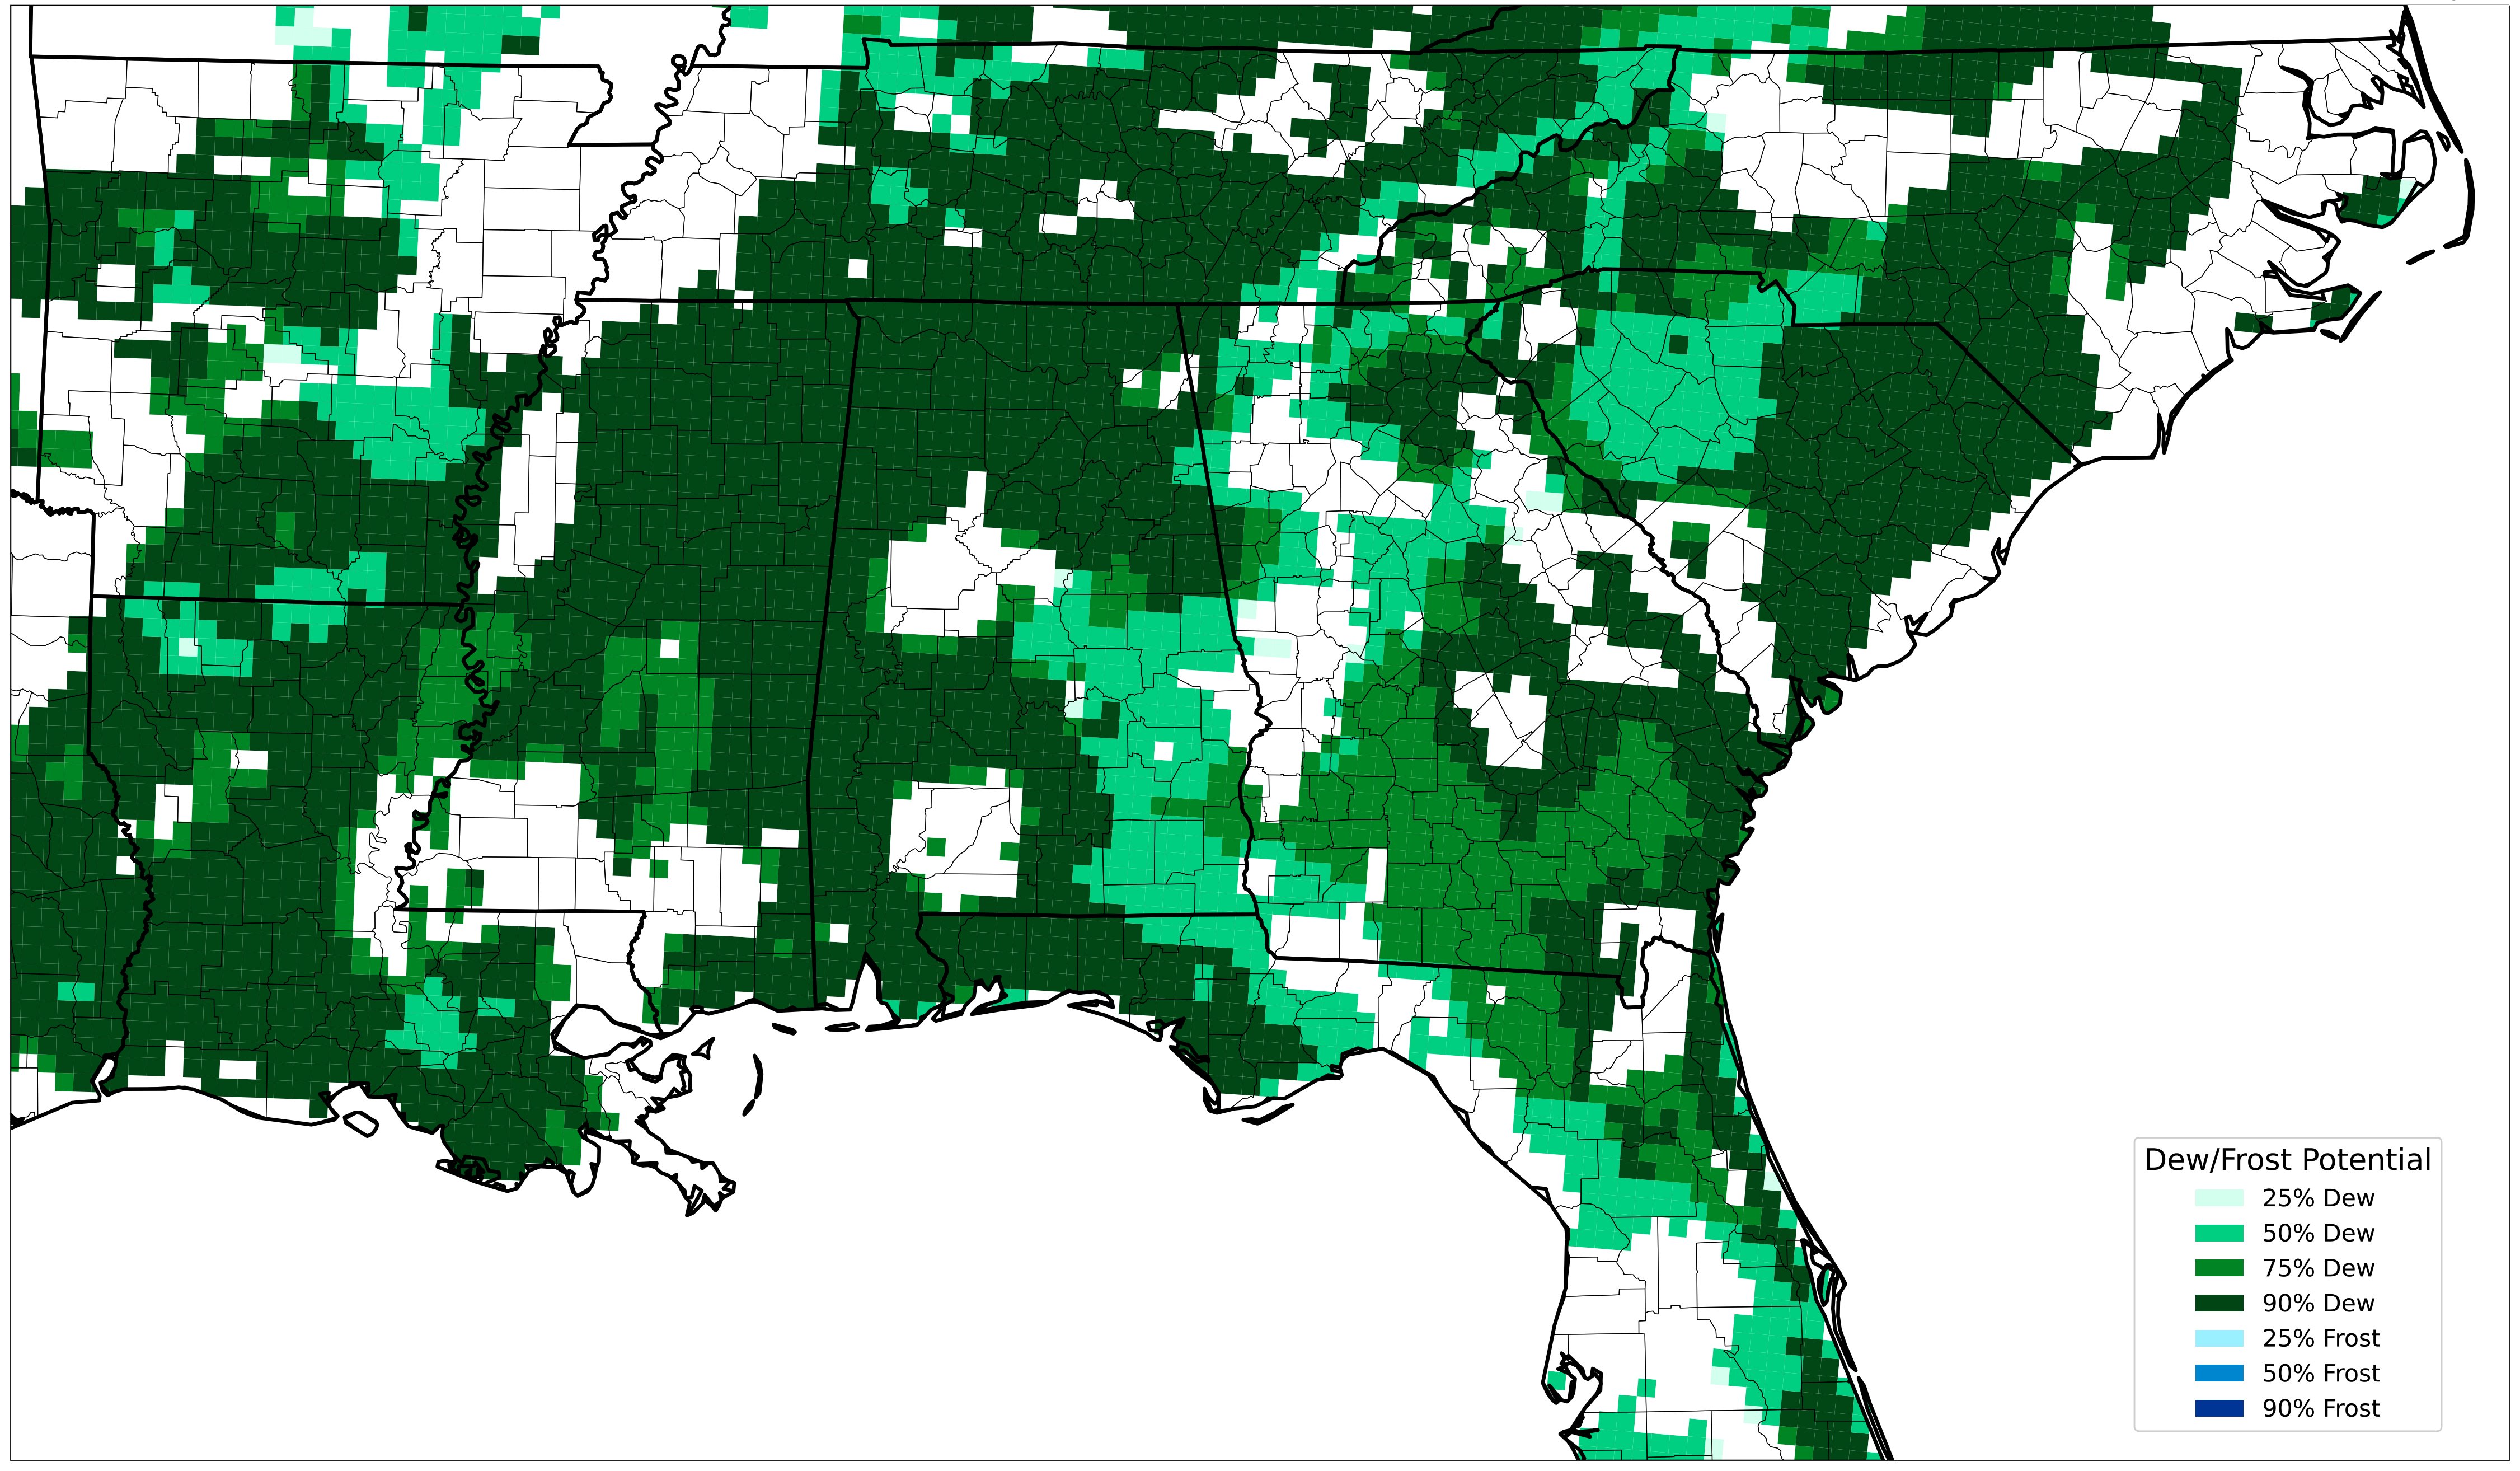 Dew/Frost Potential
25% Dew
50% Dew
75% Dew
90% Dew
25% Frost
50% Frost
90% Frost